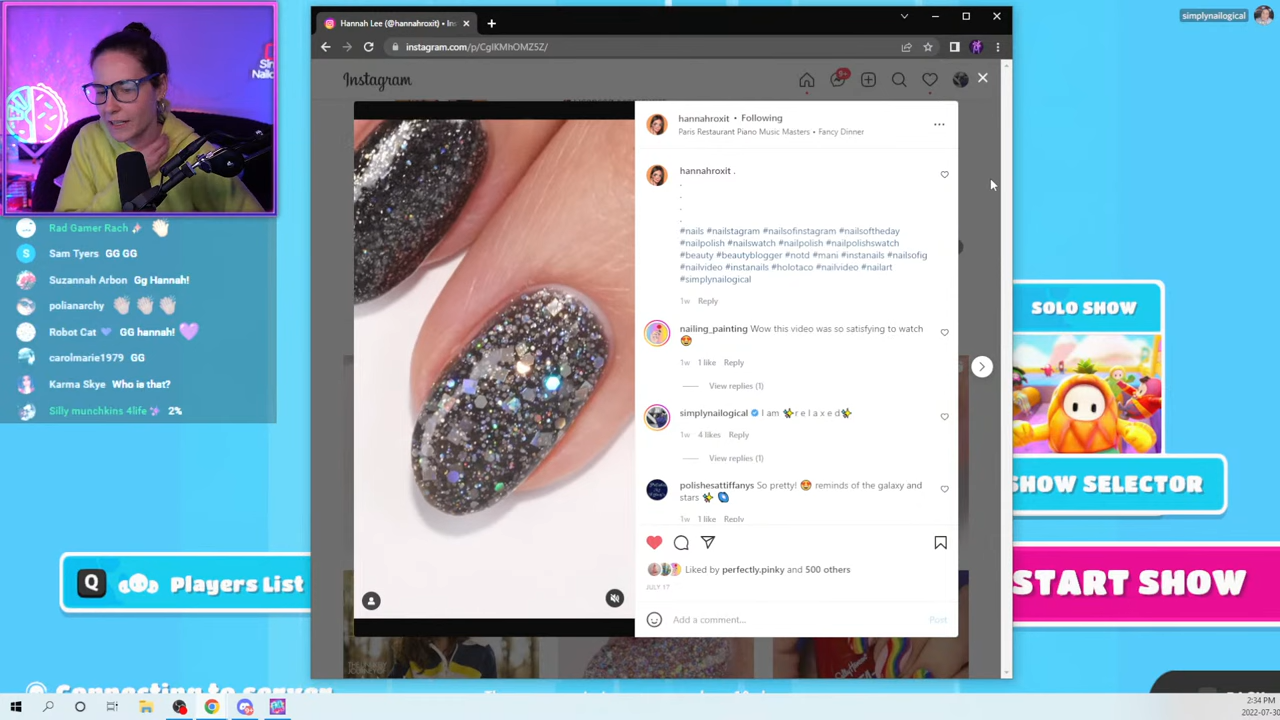 simplynailogical
Hannah Lee (@hannahroxit) • Ins
instagram.com/p/CglKMhOMZ5Z/
Instagram
9+
hannahroxit • Following
Paris Restaurant Piano Music Masters • Fancy Dinner
hannahroxit .
.
.
.
.
#nails #nailstagram #nailsofinstagram #nailsoftheday
#nailpolish #nailswatch #nailpolish #nailpolishswatch
#beauty #beautyblogger #notd #mani #instanails #nailsofig
#nailvideo #instanails #holotaco #nailvideo #nailart
#simplynailogical
1w Reply
nailing_painting Wow this video was so satisfying to watch
1w 1 like Reply
View replies (1)
simplynailogical I am r e l a x e d
1w 4 likes Reply
View replies (1)
polishesattiffanys So pretty! reminds of the galaxy and
stars
1w 1 like Reply
Liked by perfectly.pinky and 500 others
JULY 17
Add a comment...
Post
Rad Gamer Rach
Sam Tyers GG GG
Suzannah Arbon Gg Hannah!
polianarchy
Robot Cat GG hannah!
carolmarie1979 GG
Karma Skye Who is that?
Silly munchkins 4life 2%
SOLO SHOW
SHOW SELECTOR
Q Players List
START SHOW
Connecting to server
2:34 PM
2022-07-30